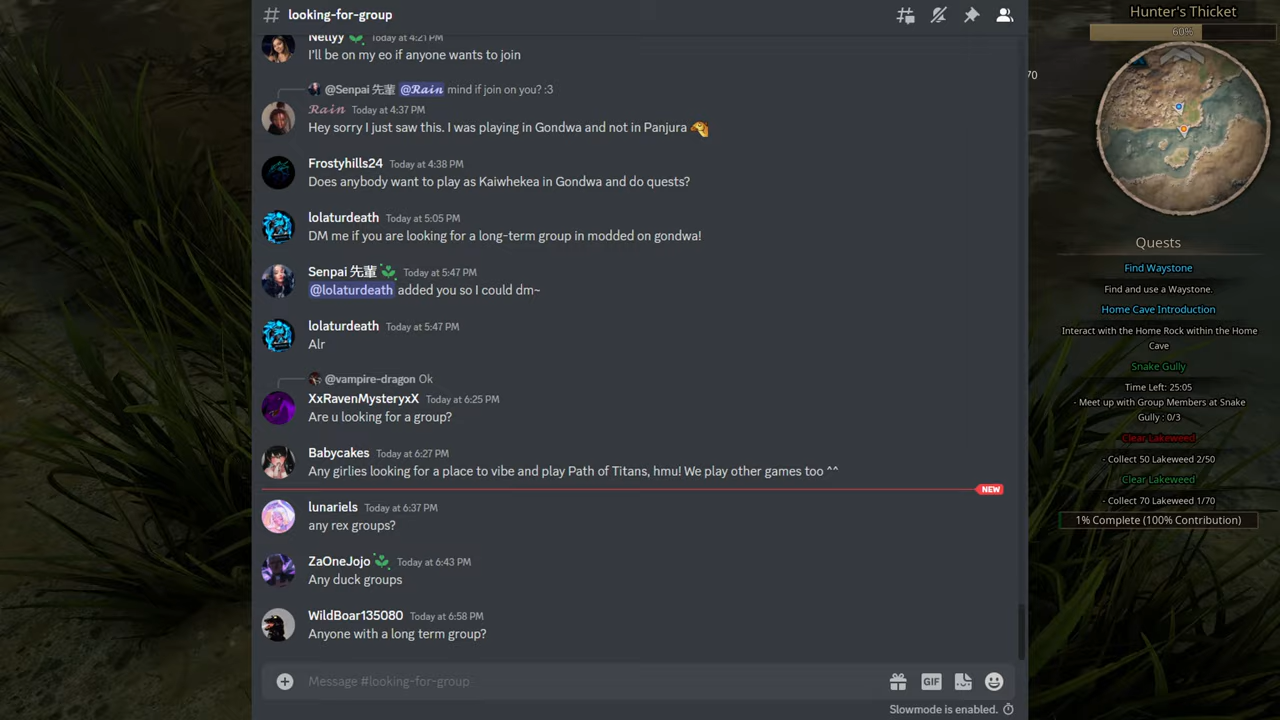 looking-for-group
Nellyy Today at 4:21 PM
I'll be on my eo if anyone wants to join
@Senpai 先輩 @𝓡𝓪𝓲𝓷 mind if join on you? :3
𝓡𝓪𝓲𝓷 Today at 4:37 PM
Hey sorry I just saw this. I was playing in Gondwa and not in Panjura
Frostyhills24 Today at 4:38 PM
Does anybody want to play as Kaiwhekea in Gondwa and do quests?
lolaturdeath Today at 5:05 PM
DM me if you are looking for a long-term group in modded on gondwa!
Senpai 先輩 Today at 5:47 PM
@lolaturdeath added you so I could dm~
lolaturdeath Today at 5:47 PM
Alr
@vampire-dragon Ok
XxRavenMysteryxX Today at 6:25 PM
Are u looking for a group?
Babycakes Today at 6:27 PM
Any girlies looking for a place to vibe and play Path of Titans, hmu! We play other games too ^^
NEW
lunariels Today at 6:37 PM
any rex groups?
ZaOneJojo Today at 6:43 PM
Any duck groups
WildBoar135080 Today at 6:58 PM
Anyone with a long term group?
Message #looking-for-group
GIF
Slowmode is enabled.
Hunter's Thicket
60%
70
Quests
Find Waystone
Find and use a Waystone.
Home Cave Introduction
Interact with the Home Rock within the Home
Cave
Snake Gully
Time Left: 25:05
- Meet up with Group Members at Snake
Gully : 0/3
Clear Lakeweed
- Collect 50 Lakeweed 2/50
Clear Lakeweed
- Collect 70 Lakeweed 1/70
1% Complete (100% Contribution)